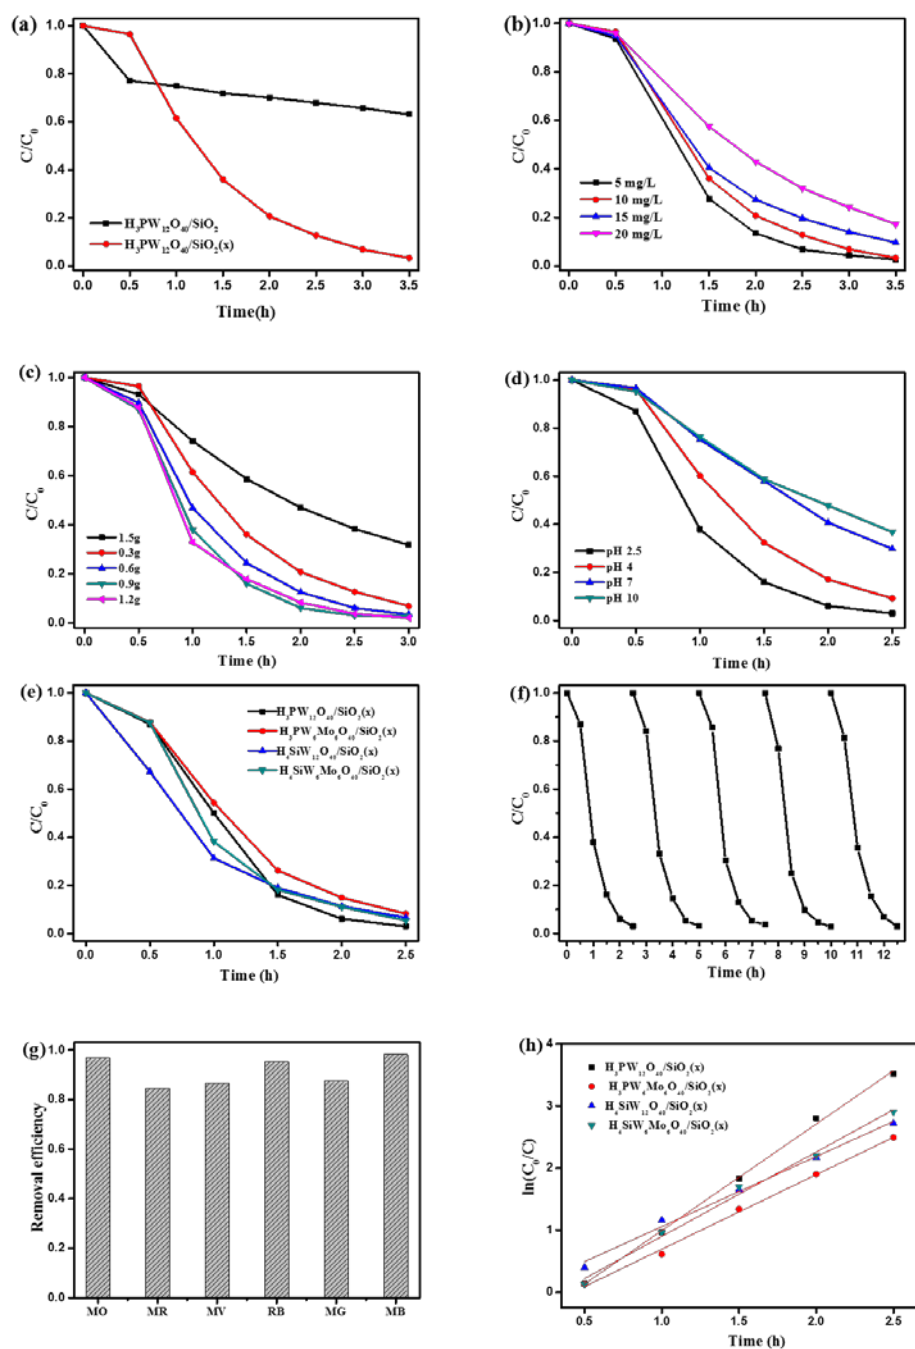 (a)
C/C₀
1.0
0.8
0.6
0.4
0.2
0.0
H₃PW₁₂O₄₀/SiO₂
H₃PW₁₂O₄₀/SiO₂(x)
0.0 0.5 1.0 1.5 2.0 2.5 3.0 3.5
Time(h)
(b)
C/C₀
1.0
0.8
0.6
0.4
0.2
0.0
5 mg/L
10 mg/L
15 mg/L
20 mg/L
0.0 0.5 1.0 1.5 2.0 2.5 3.0 3.5
Time (h)
(c)
C/C₀
1.0
0.8
0.6
0.4
0.2
0.0
1.5g
0.3g
0.6g
0.9g
1.2g
0.0 0.5 1.0 1.5 2.0 2.5 3.0
Time (h)
(d)
C/C₀
1.0
0.8
0.6
0.4
0.2
0.0
pH 2.5
pH 4
pH 7
pH 10
0.0 0.5 1.0 1.5 2.0 2.5
Time (h)
(e)
C/C₀
1.0
0.8
0.6
0.4
0.2
0.0
H₃PW₁₂O₄₀/SiO₂(x)
H₃PW₆Mo₆O₄₀/SiO₂(x)
H₄SiW₁₂O₄₀/SiO₂(x)
H₄SiW₆Mo₆O₄₀/SiO₂(x)
0.0 0.5 1.0 1.5 2.0 2.5
Time (h)
(f)
C/C₀
1.0
0.8
0.6
0.4
0.2
0.0
0 1 2 3 4 5 6 7 8 9 10 11 12
Time (h)
(g)
Removal efficiency
1.0
0.8
0.6
0.4
0.2
0.0
MO MR MV RB MG MB
(h)
ln(C₀/C)
4
3
2
1
0
H₃PW₁₂O₄₀/SiO₂(x)
H₃PW₆Mo₆O₄₀/SiO₂(x)
H₄SiW₁₂O₄₀/SiO₂(x)
H₄SiW₆Mo₆O₄₀/SiO₂(x)
0.5 1.0 1.5 2.0 2.5
Time (h)